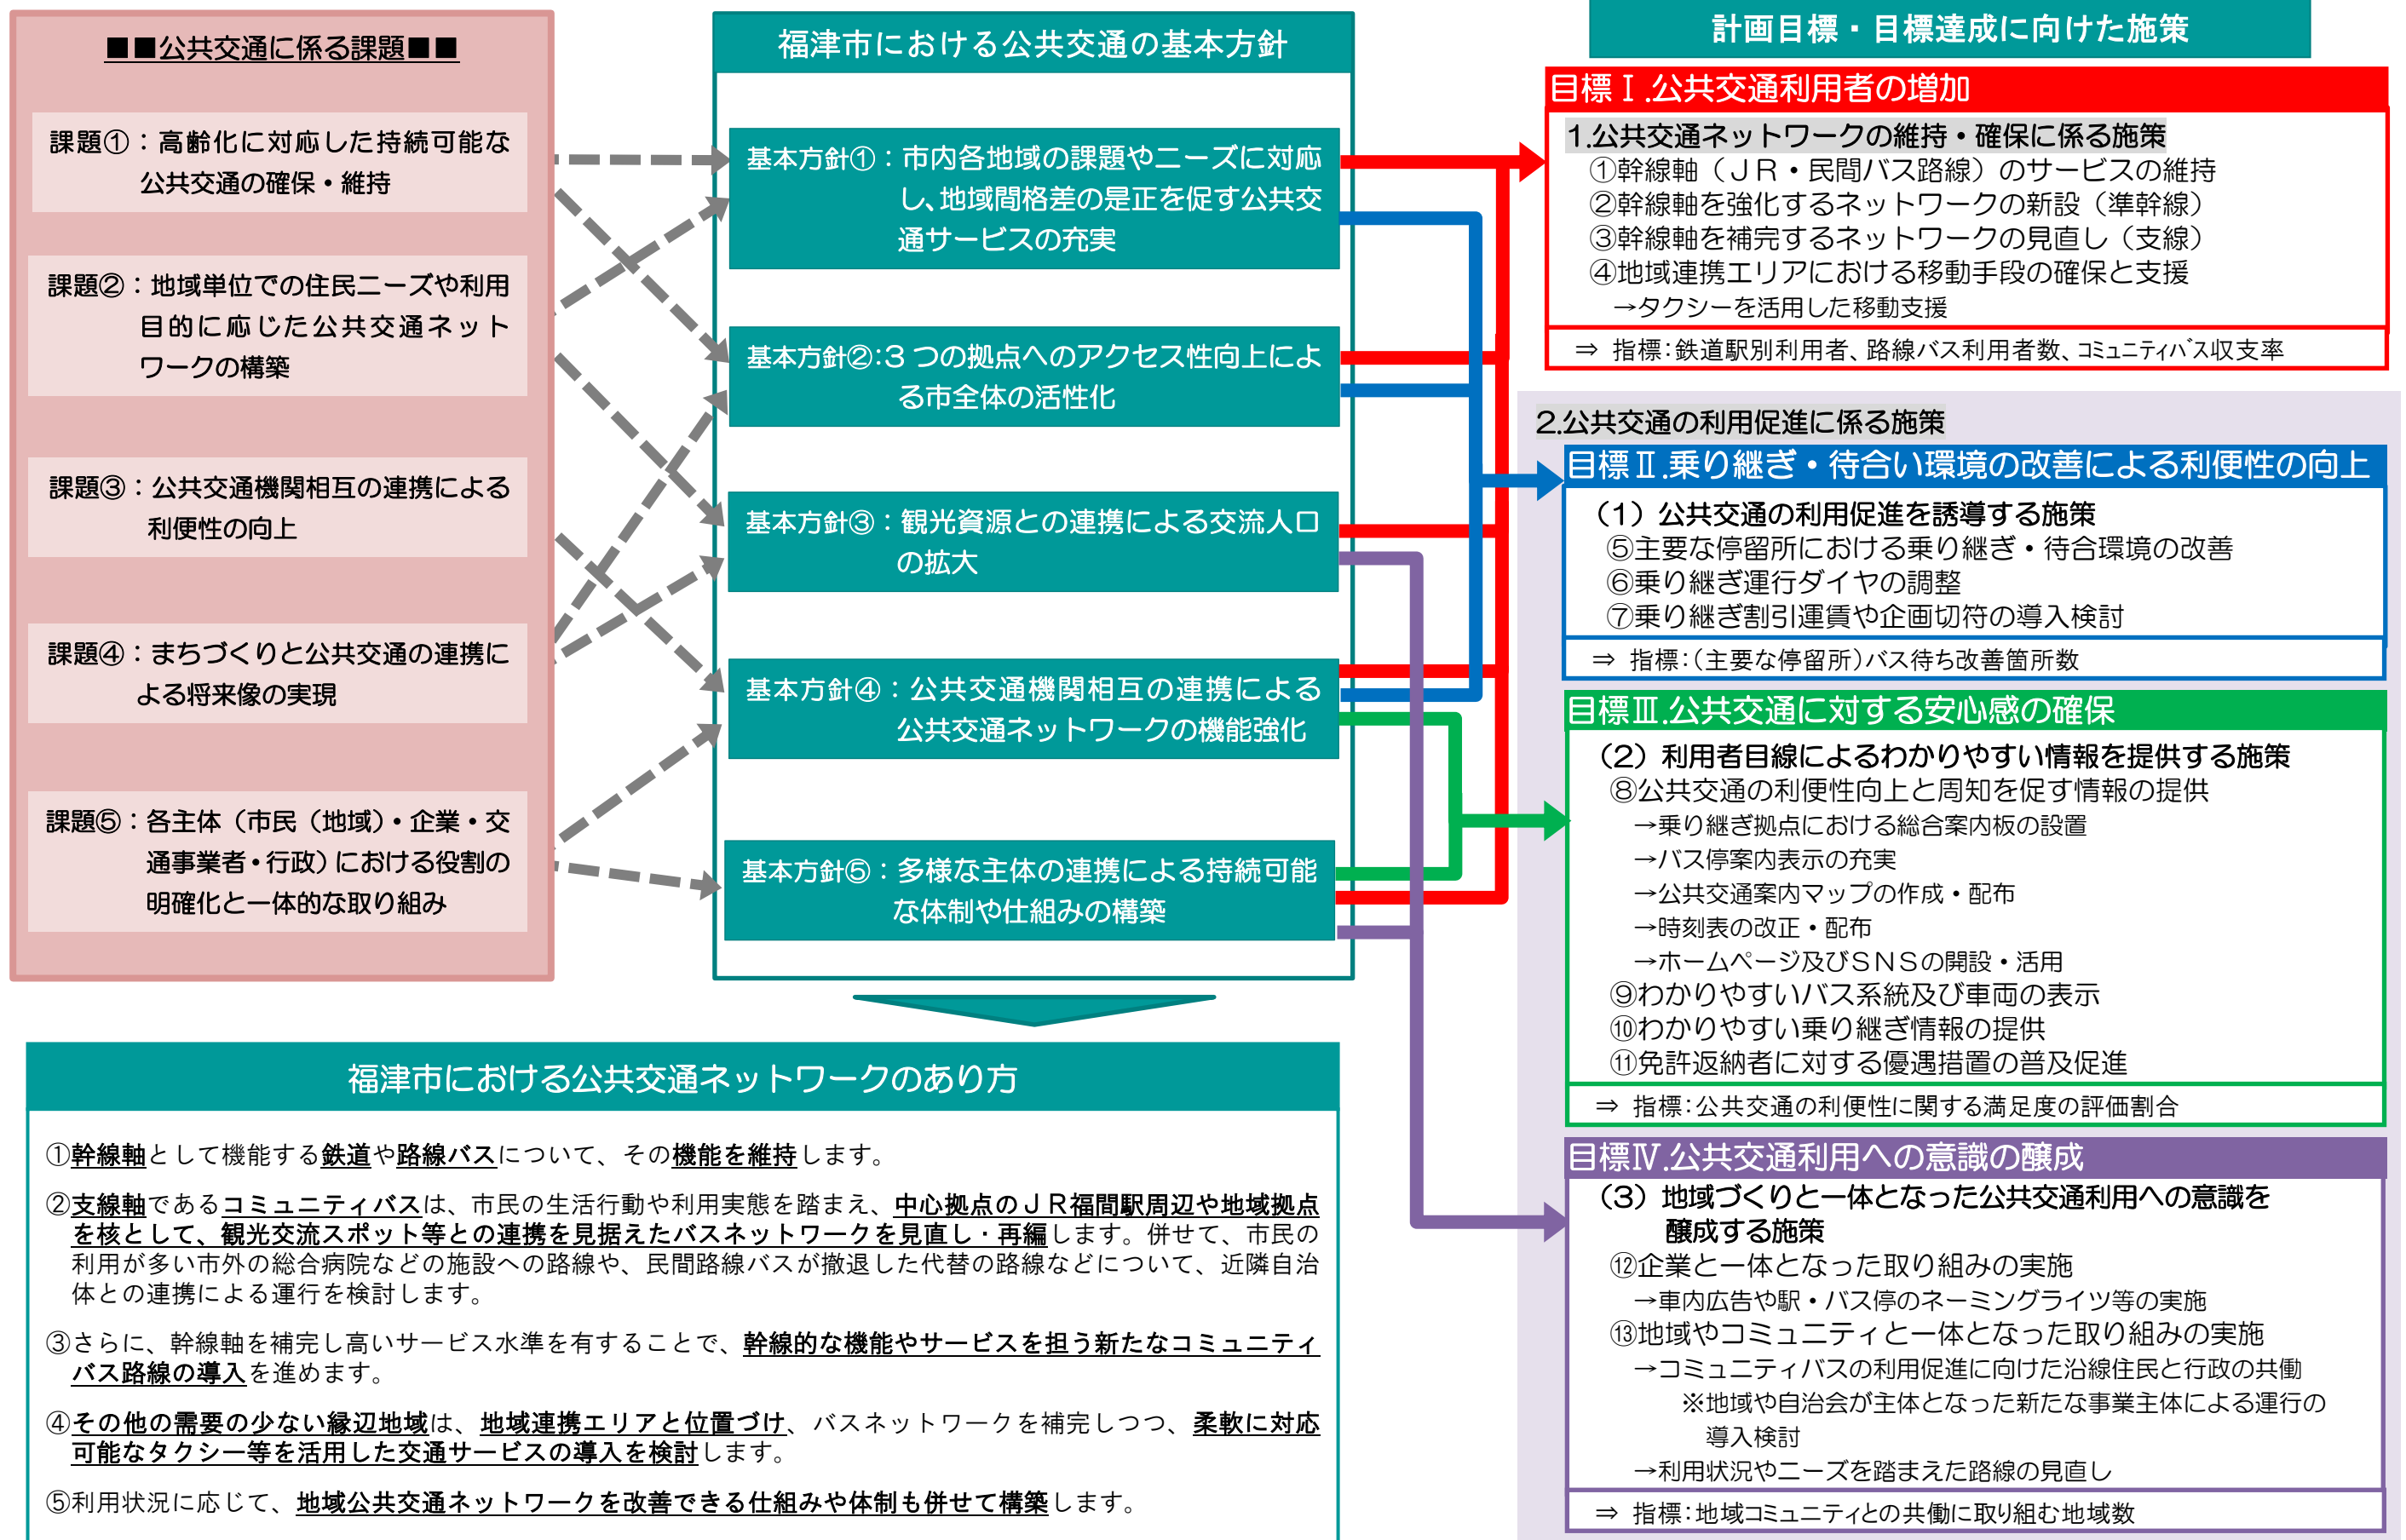 ■■公共交通に係る課題■■
課題①：高齢化に対応した持続可能な
公共交通の確保・維持
課題②：地域単位での住民ニーズや利用
目的に応じた公共交通ネット
ワークの構築
課題③：公共交通機関相互の連携による
利便性の向上
課題④：まちづくりと公共交通の連携に
よる将来像の実現
課題⑤：各主体（市民（地域）・企業・交
通事業者・行政）における役割の
明確化と一体的な取り組み
福津市における公共交通の基本方針
基本方針①：市内各地域の課題やニーズに対応
し、地域間格差の是正を促す公共交
通サービスの充実
基本方針②：３つの拠点へのアクセス性向上によ
る市全体の活性化
基本方針③：観光資源との連携による交流人口
の拡大
基本方針④：公共交通機関相互の連携による
公共交通ネットワークの機能強化
基本方針⑤：多様な主体の連携による持続可能
な体制や仕組みの構築
福津市における公共交通ネットワークのあり方
①幹線軸として機能する鉄道や路線バスについて、その機能を維持します。
②支線軸であるコミュニティバスは、市民の生活行動や利用実態を踏まえ、中心拠点のＪＲ福間駅周辺や地域拠点
を核として、観光交流スポット等との連携を見据えたバスネットワークを見直し・再編します。併せて、市民の
利用が多い市外の総合病院などの施設への路線や、民間路線バスが撤退した代替の路線などについて、近隣自治
体との連携による運行を検討します。
③さらに、幹線軸を補完し高いサービス水準を有することで、幹線的な機能やサービスを担う新たなコミュニティ
バス路線の導入を進めます。
④その他の需要の少ない縁辺地域は、地域連携エリアと位置づけ、バスネットワークを補完しつつ、柔軟に対応
可能なタクシー等を活用した交通サービスの導入を検討します。
⑤利用状況に応じて、地域公共交通ネットワークを改善できる仕組みや体制も併せて構築します。
計画目標・目標達成に向けた施策
目標Ⅰ.公共交通利用者の増加
1.公共交通ネットワークの維持・確保に係る施策
①幹線軸（ＪＲ・民間バス路線）のサービスの維持
②幹線軸を強化するネットワークの新設（準幹線）
③幹線軸を補完するネットワークの見直し（支線）
④地域連携エリアにおける移動手段の確保と支援
→タクシーを活用した移動支援
⇒ 指標：鉄道駅別利用者、路線バス利用者数、ｺﾐｭﾆﾃｨﾊﾞｽ収支率
2.公共交通の利用促進に係る施策
目標Ⅱ.乗り継ぎ・待合い環境の改善による利便性の向上
（1）公共交通の利用促進を誘導する施策
⑤主要な停留所における乗り継ぎ・待合環境の改善
⑥乗り継ぎ運行ダイヤの調整
⑦乗り継ぎ割引運賃や企画切符の導入検討
⇒ 指標：（主要な停留所）バス待ち改善箇所数
目標Ⅲ.公共交通に対する安心感の確保
（2）利用者目線によるわかりやすい情報を提供する施策
⑧公共交通の利便性向上と周知を促す情報の提供
→乗り継ぎ拠点における総合案内板の設置
→バス停案内表示の充実
→公共交通案内マップの作成・配布
→時刻表の改正・配布
→ホームページ及びＳＮＳの開設・活用
⑨わかりやすいバス系統及び車両の表示
⑩わかりやすい乗り継ぎ情報の提供
⑪免許返納者に対する優遇措置の普及促進
⇒ 指標：公共交通の利便性に関する満足度の評価割合
目標Ⅳ.公共交通利用への意識の醸成
（3）地域づくりと一体となった公共交通利用への意識を
醸成する施策
⑫企業と一体となった取り組みの実施
→車内広告や駅・バス停のネーミングライツ等の実施
⑬地域やコミュニティと一体となった取り組みの実施
→コミュニティバスの利用促進に向けた沿線住民と行政の共働
※地域や自治会が主体となった新たな事業主体による運行の
導入検討
→利用状況やニーズを踏まえた路線の見直し
⇒ 指標：地域ｺﾐｭﾆﾃｨとの共働に取り組む地域数